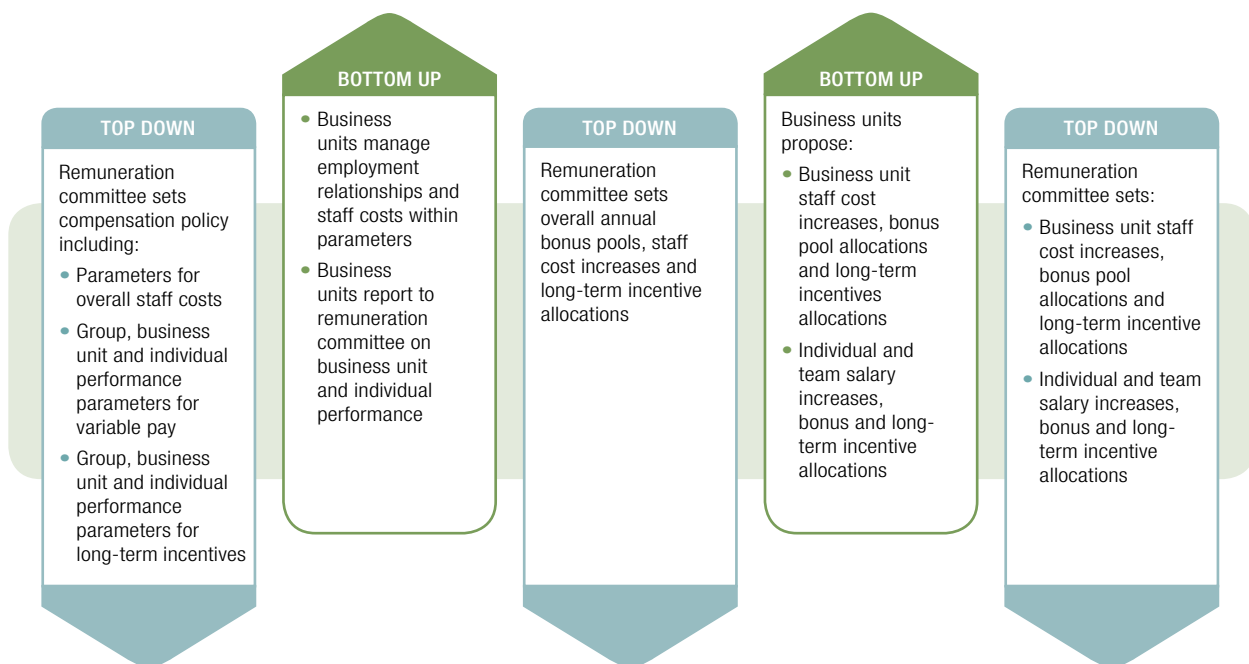 TOP DOWN
Remuneration
committee sets
compensation policy
including:
• Parameters for
overall staff costs
• Group, business
unit and individual
performance
parameters for
variable pay
• Group, business
unit and individual
performance
parameters for
long-term incentives
BOTTOM UP
• Business
units manage
employment
relationships and
staff costs within
parameters
• Business
units report to
remuneration
committee on
business unit
and individual
performance
TOP DOWN
Remuneration
committee sets
overall annual
bonus pools, staff
cost increases and
long-term incentive
allocations
BOTTOM UP
Business units
propose:
• Business unit
staff cost
increases, bonus
pool allocations
and long-term
incentives
allocations
• Individual and
team salary
increases,
bonus and long-
term incentive
allocations
TOP DOWN
Remuneration
committee sets:
• Business unit staff
cost increases,
bonus pool
allocations and
long-term incentive
allocations
• Individual and team
salary increases,
bonus and long-
term incentive
allocations